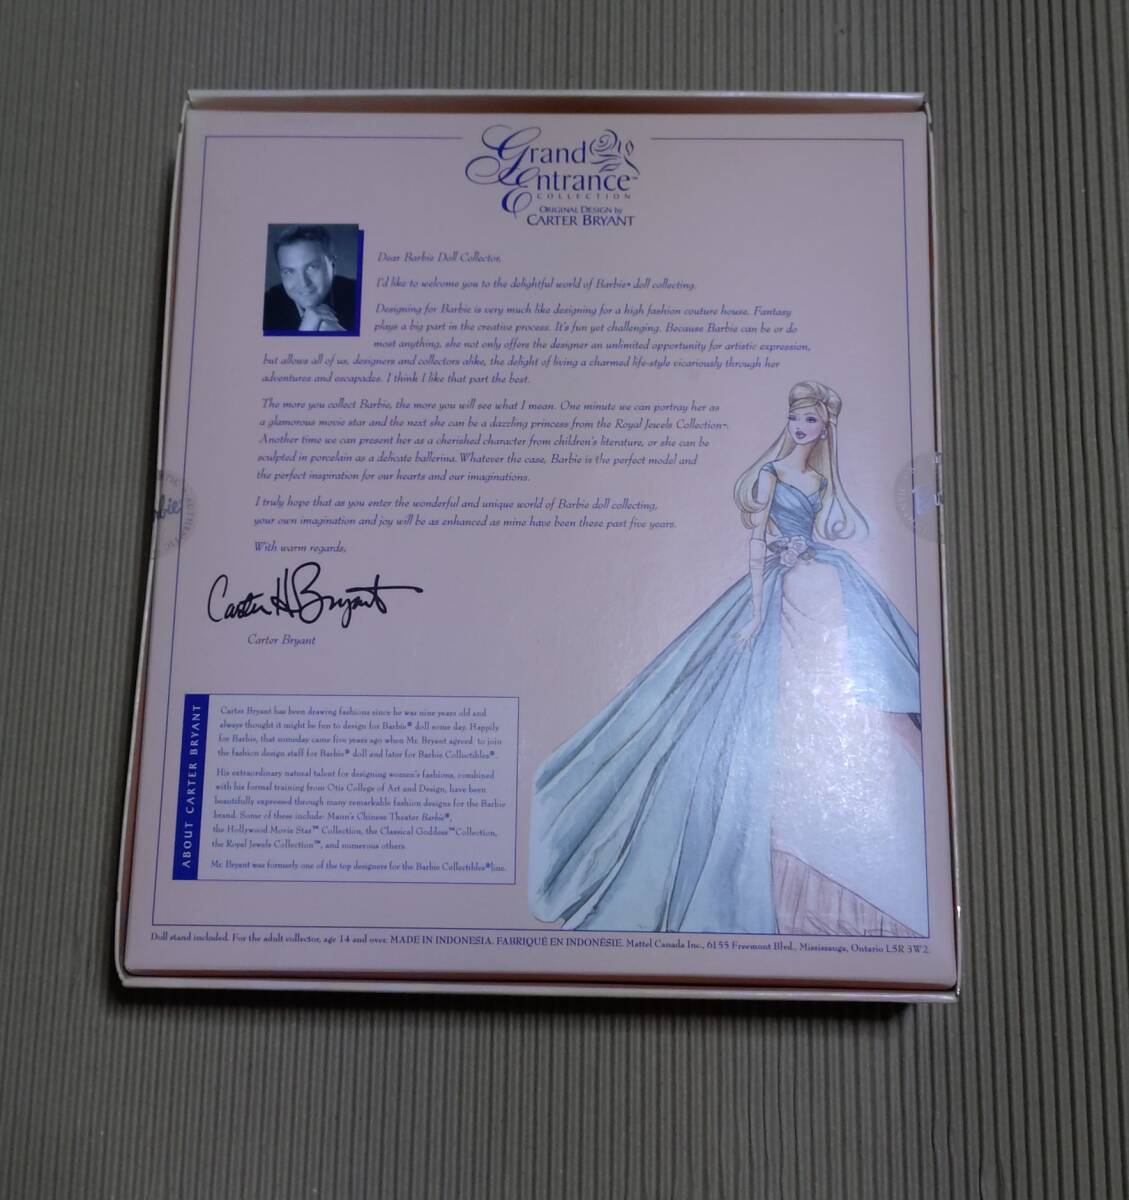 Grand
Entrance™
COLLECTION
ORIGINAL DESIGN by
CARTER BRYANT
Dear Barbie Doll Collector,
I'd like to welcome you to the delightful world of Barbie® doll collecting.
Designing for Barbie is very much like designing for a high fashion couture house. Fantasy
plays a big part in the creative process. It's fun yet challenging. Because Barbie can be or do
most anything, she not only offers the designer an unlimited opportunity for artistic expression,
but allows all of us, designers and collectors alike, the delight of living a charmed life-style vicariously through her
adventures and escapades. I think I like that part the best.
The more you collect Barbie, the more you will see what I mean. One minute we can portray her as
a glamorous movie star and the next she can be a dazzling princess from the Royal Jewels Collection™.
Another time we can present her as a cherished character from children's literature, or she can be
sculpted in porcelain as a delicate ballerina. Whatever the case, Barbie is the perfect model and
the perfect inspiration for our hearts and our imaginations.
I truly hope that as you enter the wonderful and unique world of Barbie doll collecting,
your own imagination and joy will be as enhanced as mine have been these past five years.
With warm regards,
Carter H Bryant
Carter Bryant
ABOUT CARTER BRYANT
Carter Bryant has been drawing fashions since he was nine years old and
always thought it might be fun to design for Barbie® doll some day. Happily
for Barbie, that someday came five years ago when Mr. Bryant agreed to join
the fashion design staff for Barbie® doll and later for Barbie Collectibles®.
His extraordinary natural talent for designing women's fashions, combined
with his formal training from Otis College of Art and Design, have been
beautifully expressed through many remarkable fashion designs for the Barbie
brand. Some of these include: Mann's Chinese Theater Barbie®,
the Hollywood Movie Star™ Collection, the Classical Goddess™ Collection,
the Royal Jewels Collection™, and numerous others.
Mr. Bryant was formerly one of the top designers for the Barbie Collectibles® line.
Doll stand included. For the adult collector, age 14 and over. MADE IN INDONESIA. FABRIQUÉ EN INDONÉSIE. Mattel Canada Inc., 6155 Freemont Blvd., Mississauga, Ontario L5R 3W2.